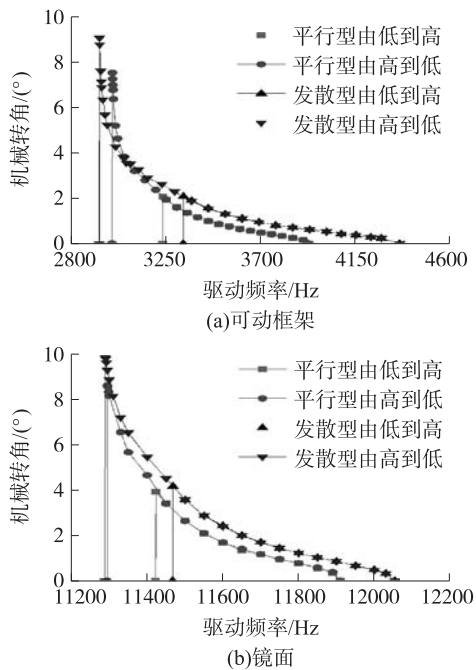 10
8
6
4
2
0
机械转角/(°)
平行型由低到高
平行型由高到低
发散型由低到高
发散型由高到低
2800 3250 3700 4150 4600
驱动频率/Hz
(a)可动框架
10
8
6
4
2
0
机械转角/(°)
平行型由低到高
平行型由高到低
发散型由低到高
发散型由高到低
11200 11400 11600 11800 12000 12200
驱动频率/Hz
(b)镜面